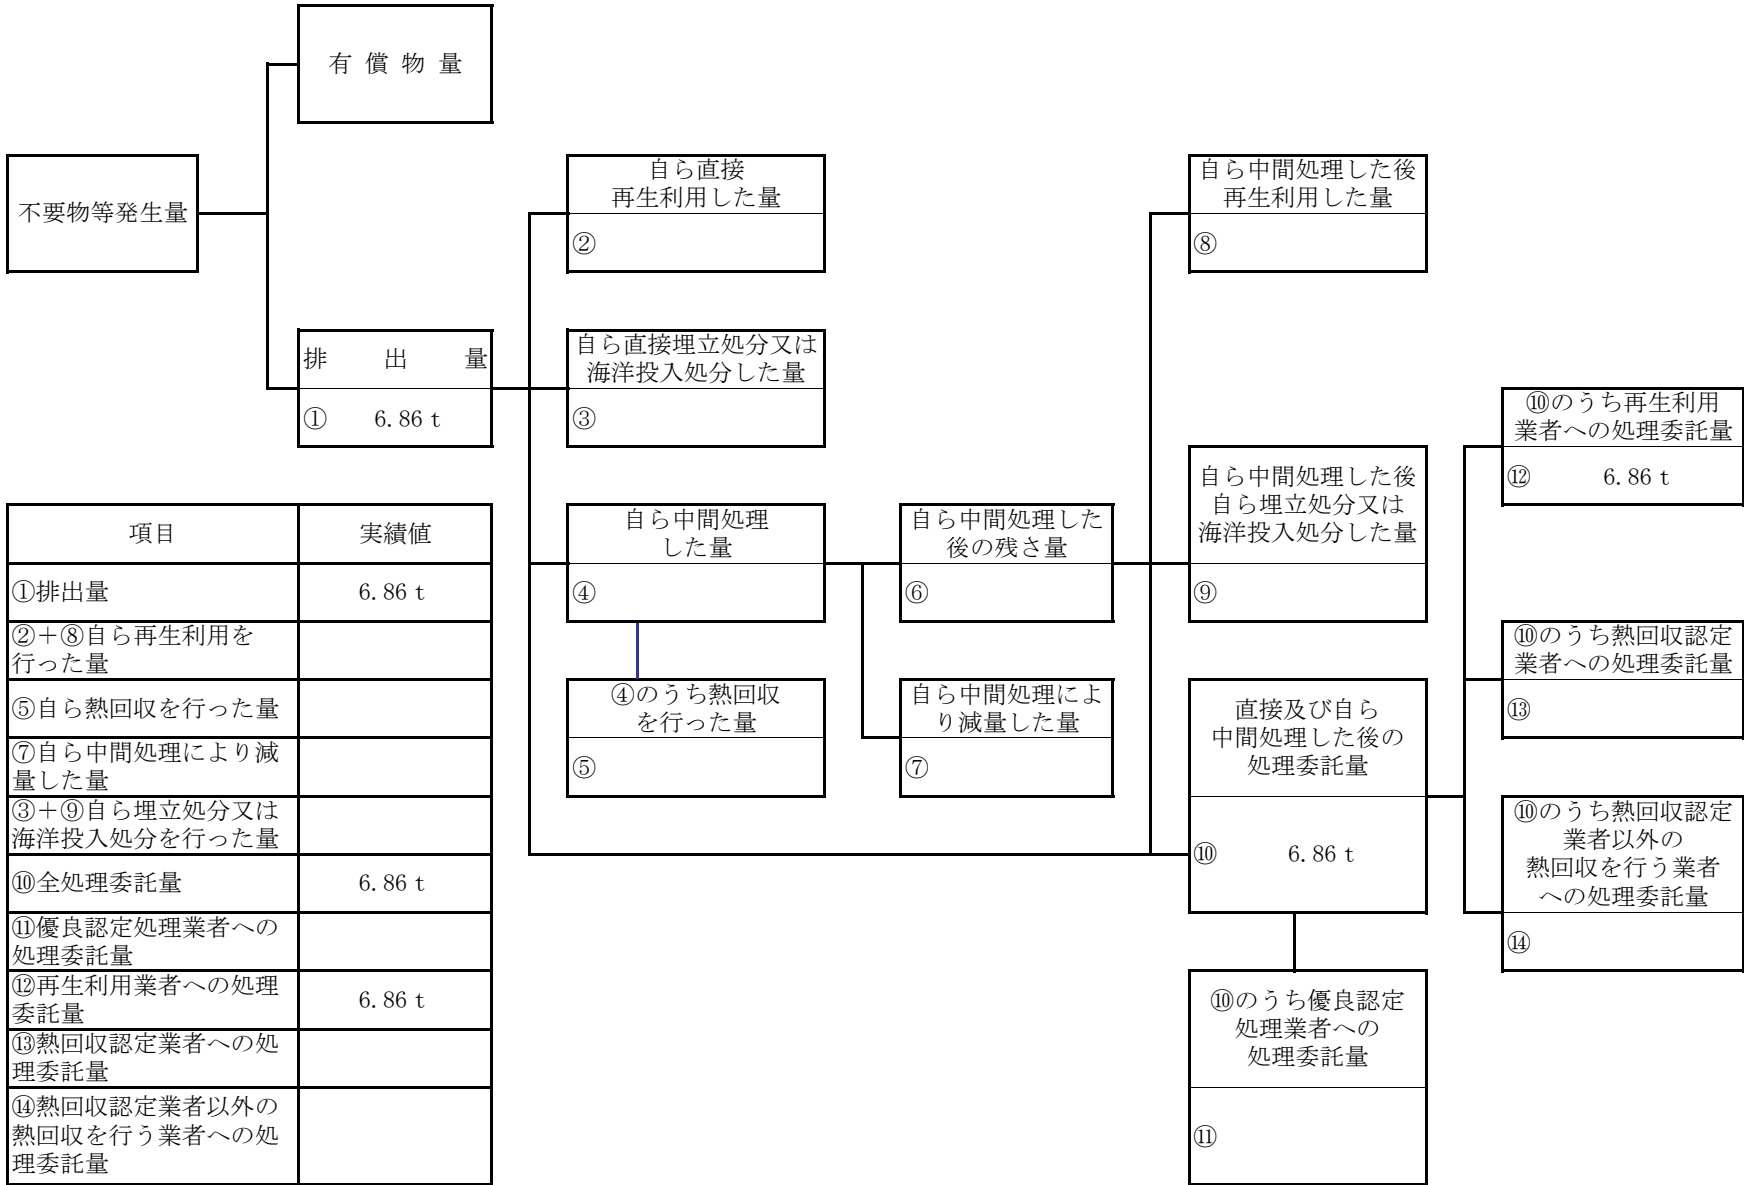 有償物量
不要物等発生量
排出量
① 6.86 t
自ら直接
再生利用した量
②
自ら直接埋立処分又は
海洋投入処分した量
③
自ら中間処理
した量
④
④のうち熱回収
を行った量
⑤
自ら中間処理した
後の残さ量
⑥
自ら中間処理によ
り減量した量
⑦
自ら中間処理した後
再生利用した量
⑧
自ら中間処理した後
自ら埋立処分又は
海洋投入処分した量
⑨
直接及び自ら
中間処理した後の
処理委託量
⑩ 6.86 t
⑩のうち優良認定
処理業者への
処理委託量
⑪
⑩のうち再生利用
業者への処理委託量
⑫ 6.86 t
⑩のうち熱回収認定
業者への処理委託量
⑬
⑩のうち熱回収認定
業者以外の
熱回収を行う業者
への処理委託量
⑭
項目 実績値
①排出量 6.86 t
②＋⑧自ら再生利用を
行った量
⑤自ら熱回収を行った量
⑦自ら中間処理により減
量した量
③＋⑨自ら埋立処分又は
海洋投入処分を行った量
⑩全処理委託量 6.86 t
⑪優良認定処理業者への
処理委託量
⑫再生利用業者への処理
委託量 6.86 t
⑬熱回収認定業者への処
理委託量
⑭熱回収認定業者以外の
熱回収を行う業者への処
理委託量